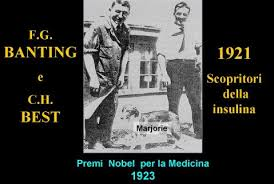 F.G.
BANTING
e
C.H.
BEST
1921
Scopritori
della
insulina
Marjorie
Premi Nobel per la Medicina
1923